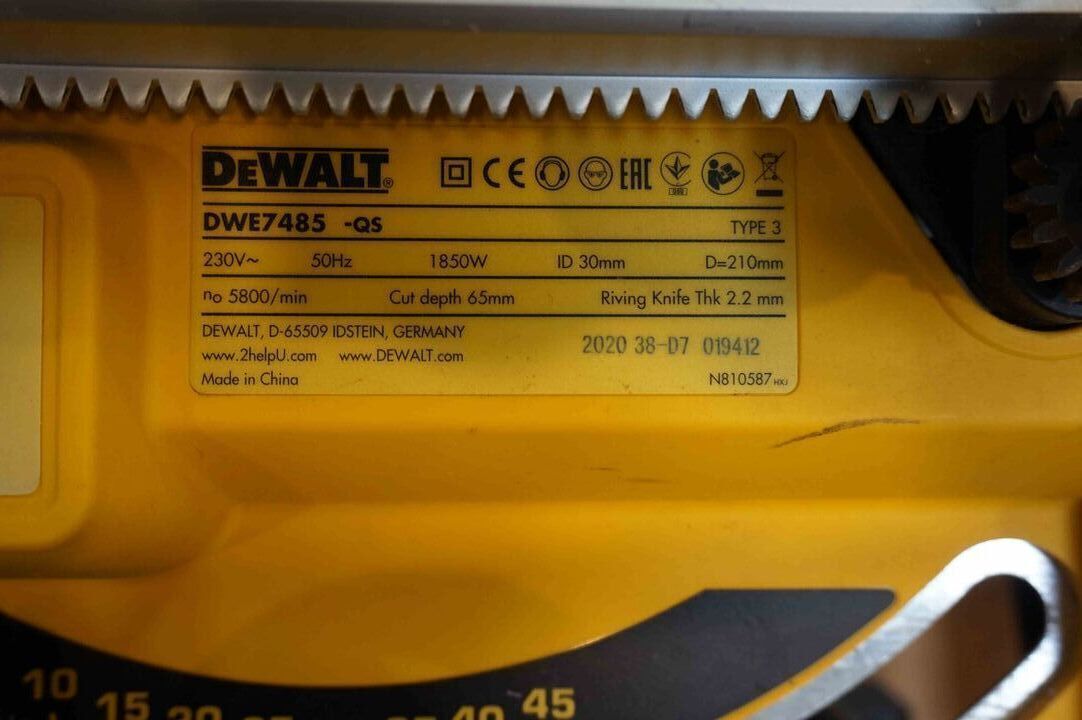 DEWALT®
CE EAC
DWE7485 -QS TYPE 3
230V~ 50Hz 1850W ID 30mm D=210mm
no 5800/min Cut depth 65mm Riving Knife Thk 2.2 mm
DEWALT, D-65509 IDSTEIN, GERMANY
www.2helpU.com www.DEWALT.com
2020 38-D7 019412
Made in China
N810587 HXJ
10 15 40 45